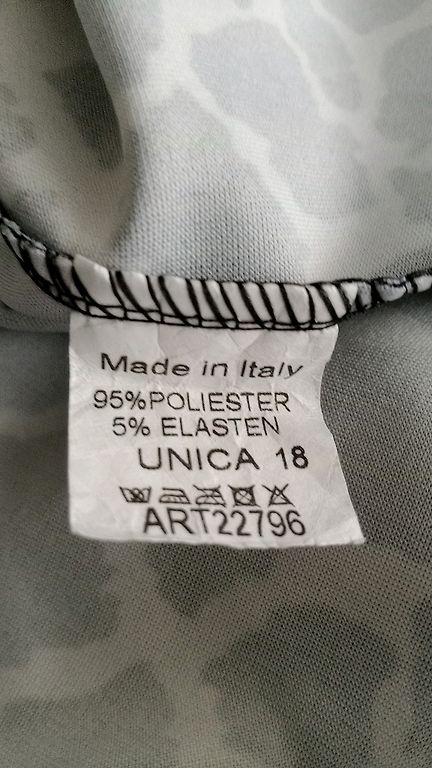 Made in Italy
95%POLIESTER
5% ELASTEN
UNICA 18
ART22796